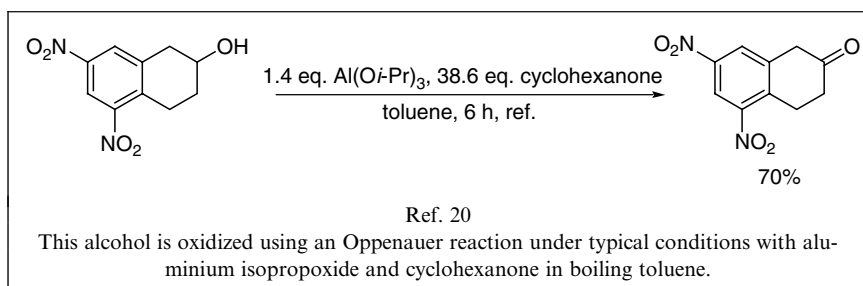 O₂N
OH
NO₂
1.4 eq. Al(Oi-Pr)₃, 38.6 eq. cyclohexanone
toluene, 6 h, ref.
O₂N
O
NO₂
70%
Ref. 20
This alcohol is oxidized using an Oppenauer reaction under typical conditions with alu-
minium isopropoxide and cyclohexanone in boiling toluene.